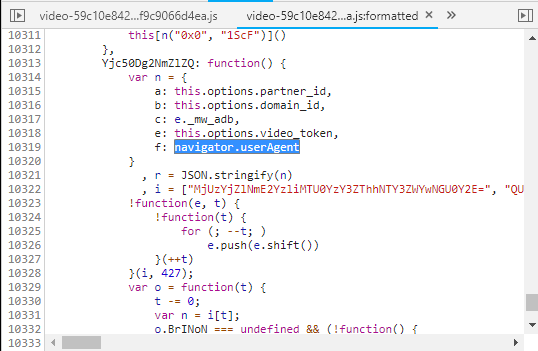 video-59c10e842...f9c9066d4ea.js
video-59c10e842...a.js:formatted
10311 this[n("0x0", "1ScF")]()
10312 },
10313 Yjc50Dg2NmZlZQ: function() {
10314 var n = {
10315 a: this.options.partner_id,
10316 b: this.options.domain_id,
10317 c: e._mw_adb,
10318 e: this.options.video_token,
10319 f: navigator.userAgent
10320 }
10321 , r = JSON.stringify(n)
10322 , i = ["MjUzYjZlNmE2YzliMTU0YzY3ZThhNTY3ZWYwNGU0Y2E=", "QU
10323 !function(e, t) {
10324 !function(t) {
10325 for (; --t; )
10326 e.push(e.shift())
10327 }(++t)
10328 }(i, 427);
10329 var o = function(t) {
10330 t -= 0;
10331 var n = i[t];
10332 o.BrINoN === undefined && (!function() {
10333